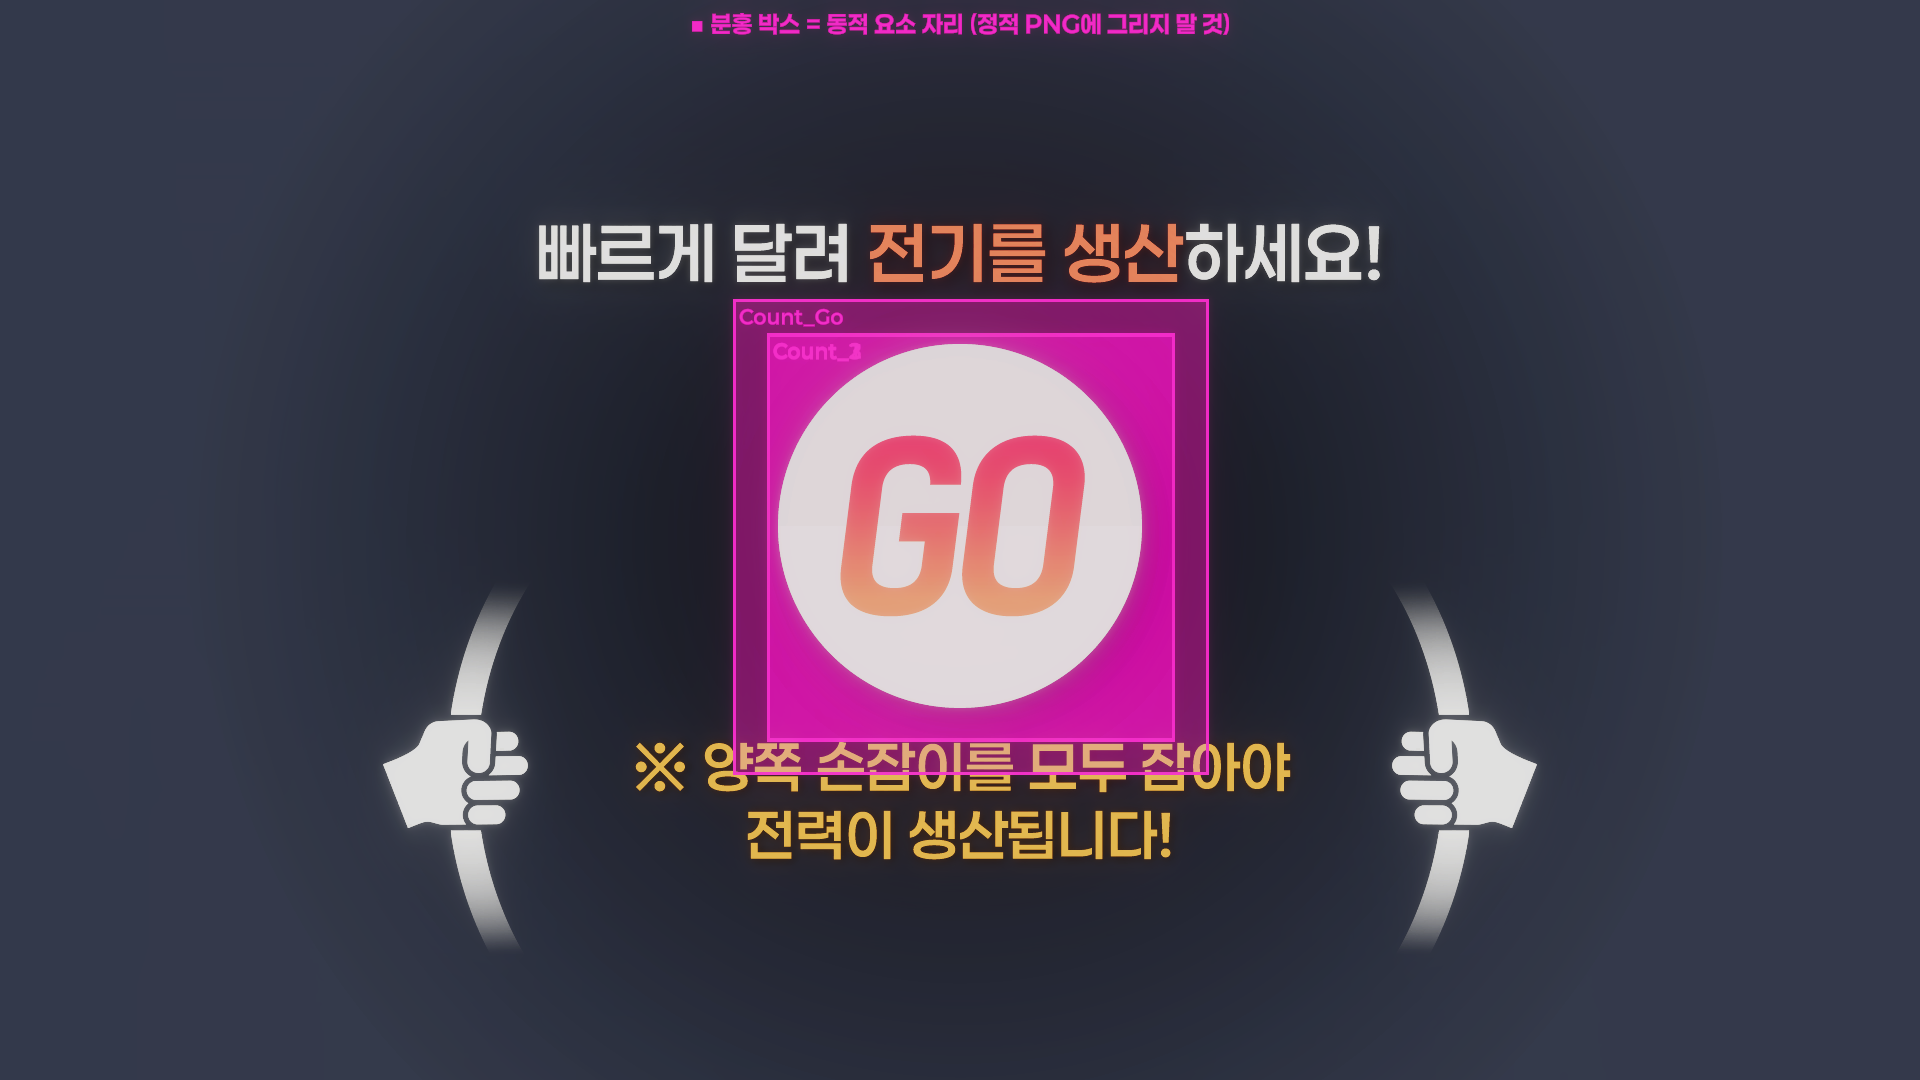 ■ 분홍 박스 = 동적 요소 자리 (정적 PNG에 그리지 말 것)
빠르게 달려 전기를 생산하세요!
Count_Go
GO
※ 양쪽 손잡이를 모두 잡아야
전력이 생산됩니다!